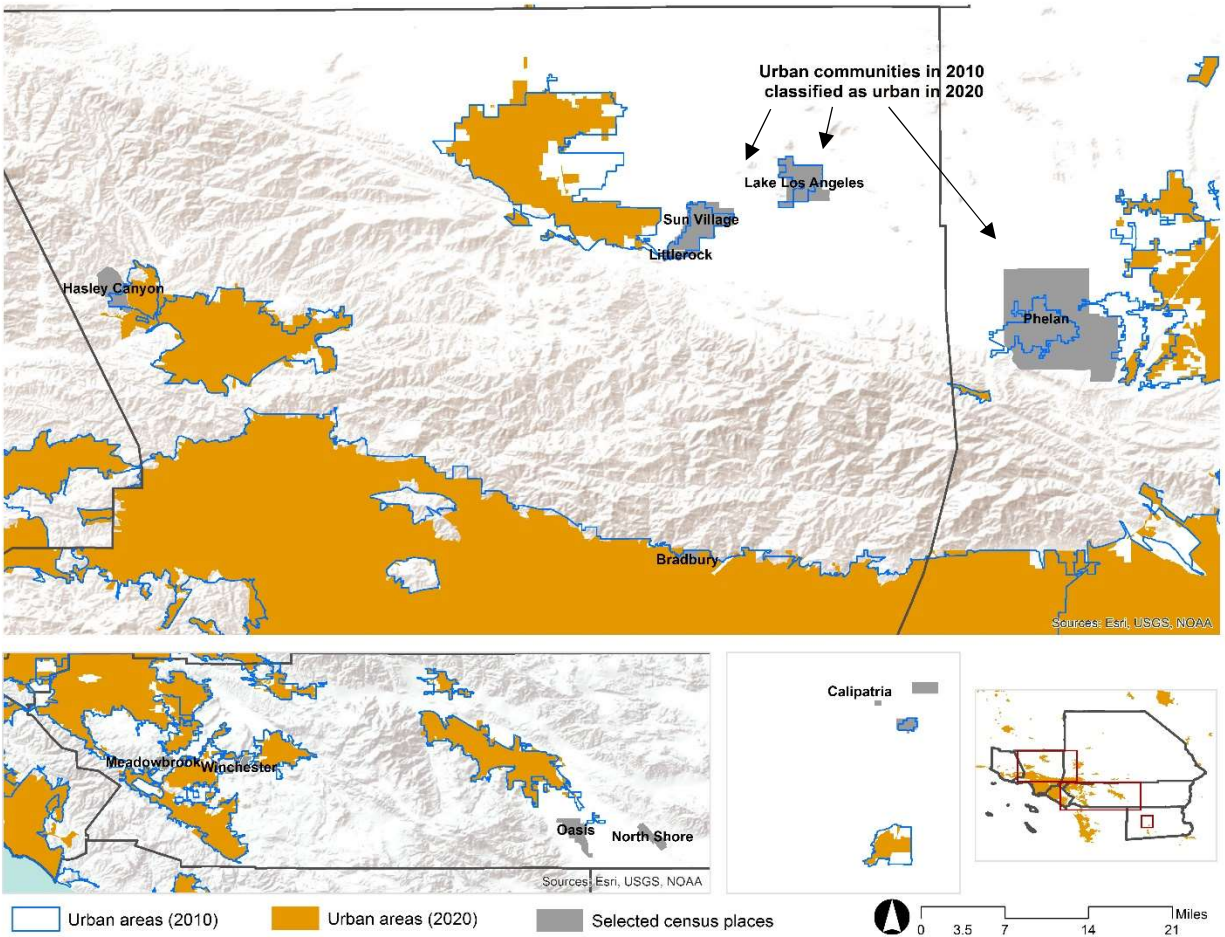 Urban communities in 2010
classified as urban in 2020
Lake Los Angeles
Sun Village
Littlerock
Hasley Canyon
Phelan
Bradbury
Sources: Esri, USGS, NOAA
Calipatria
Meadowbrook
Winchester
Oasis
North Shore
Sources: Esri, USGS, NOAA
Urban areas (2010)
Urban areas (2020)
Selected census places
N
Miles
0 3.5 7 14 21